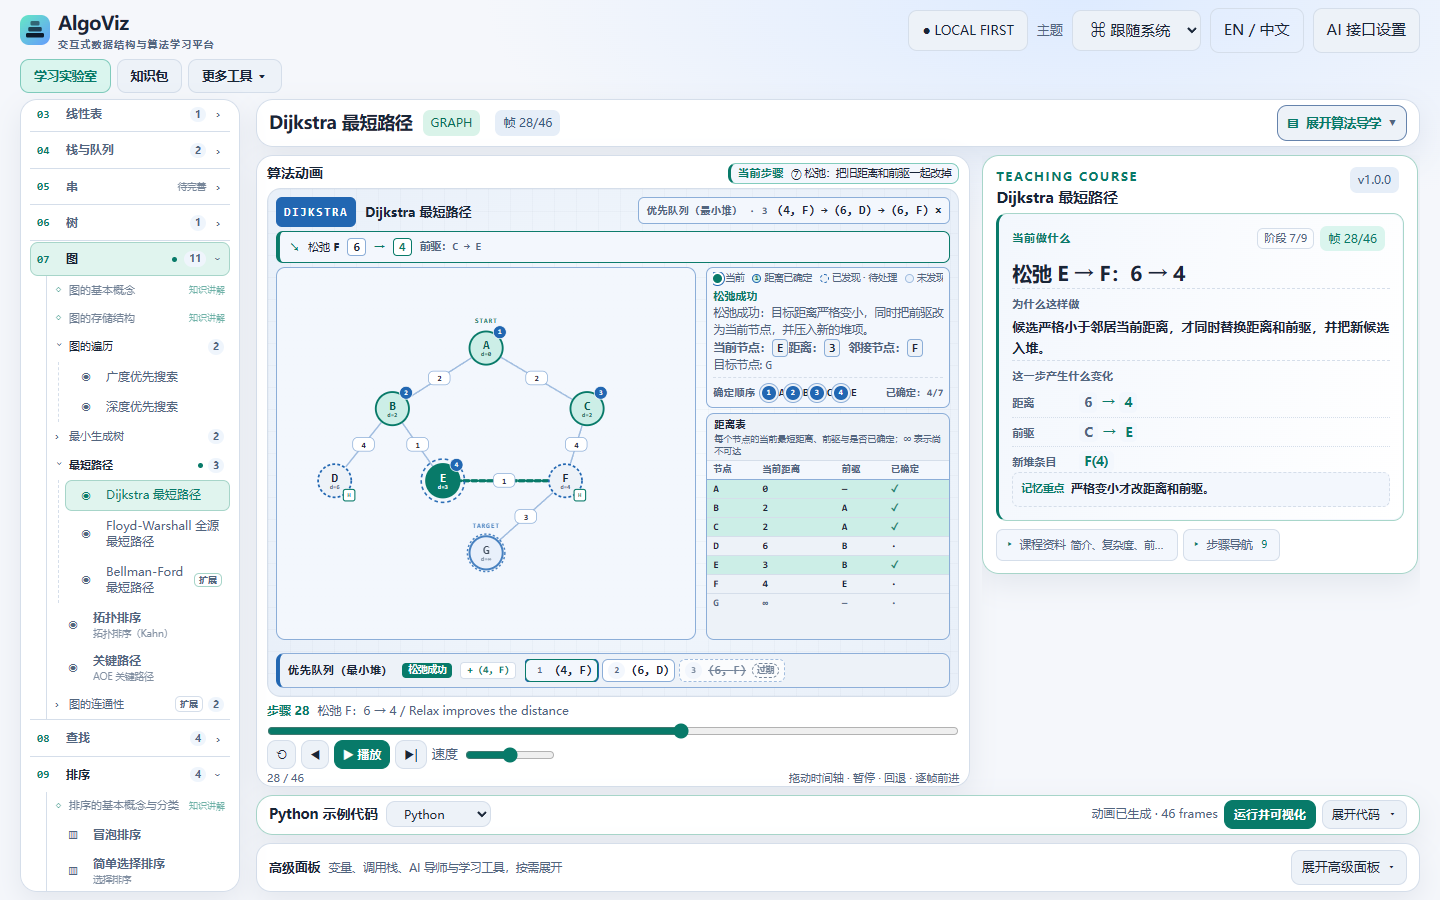 AlgoViz
交互式数据结构与算法学习平台
● LOCAL FIRST
主题
⌘ 跟随系统
EN / 中文
AI 接口设置
学习实验室
知识包
更多工具
03 线性表 1
04 栈与队列 2
05 串 待完善
06 树 1
07 图 11
图的基本概念 知识讲解
图的存储结构 知识讲解
图的遍历 2
广度优先搜索
深度优先搜索
最小生成树 2
最短路径 3
Dijkstra 最短路径
Floyd-Warshall 全源
最短路径
Bellman-Ford
最短路径 扩展
拓扑排序
拓扑排序（Kahn）
关键路径
AOE 关键路径
图的连通性 扩展 2
08 查找 4
09 排序 4
排序的基本概念与分类 知识讲解
冒泡排序
简单选择排序
选择排序
Dijkstra 最短路径 GRAPH 帧 28/46
展开算法导学
算法动画
当前步骤 ⑦ 松弛：把旧距离和前驱一起改掉
DIJKSTRA Dijkstra 最短路径
优先队列（最小堆） · 3 (4, F) → (6, D) → (6, F) ×
↘ 松弛 F 6 → 4 前驱: C → E
START
A
d=0
1
2
2
B
d=2
2
C
d=2
3
4
1
4
D
d=6
H
E
d=3
4
1
F
d=4
H
3
TARGET
G
d=∞
当前 距离已确定 已发现 · 待处理 未发现
松弛成功
松弛成功：目标距离严格变小，同时把前驱改
为当前节点，并压入新的堆项。
当前节点： E 距离： 3 邻接节点： F
目标节点: G
确定顺序 1 A 2 B 3 C 4 E 已确定: 4/7
距离表
每个节点的当前最短距离、前驱与是否已确定；∞ 表示尚
不可达
节点 当前距离 前驱 已确定
A 0 — ✓
B 2 A ✓
C 2 A ✓
D 6 B ·
E 3 B ✓
F 4 E ·
G ∞ — ·
优先队列（最小堆） 松弛成功 + (4, F) 1 (4, F) 2 (6, D) 3 (6, F) 过期
步骤 28 松弛 F：6 → 4 / Relax improves the distance
▶ 播放
速度
28 / 46
拖动时间轴 · 暂停 · 回退 · 逐帧前进
TEACHING COURSE
Dijkstra 最短路径
v1.0.0
当前做什么
阶段 7/9
帧 28/46
松弛 E → F：6 → 4
为什么这样做
候选严格小于邻居当前距离，才同时替换距离和前驱，并把新候选
入堆。
这一步产生什么变化
距离 6 → 4
前驱 C → E
新堆条目 F(4)
记忆重点 严格变小才改距离和前驱。
课程资料 简介、复杂度、前...
步骤导航 9
Python 示例代码
Python
动画已生成 · 46 frames
运行并可视化
展开代码
高级面板 变量、调用栈、AI 导师与学习工具，按需展开
展开高级面板